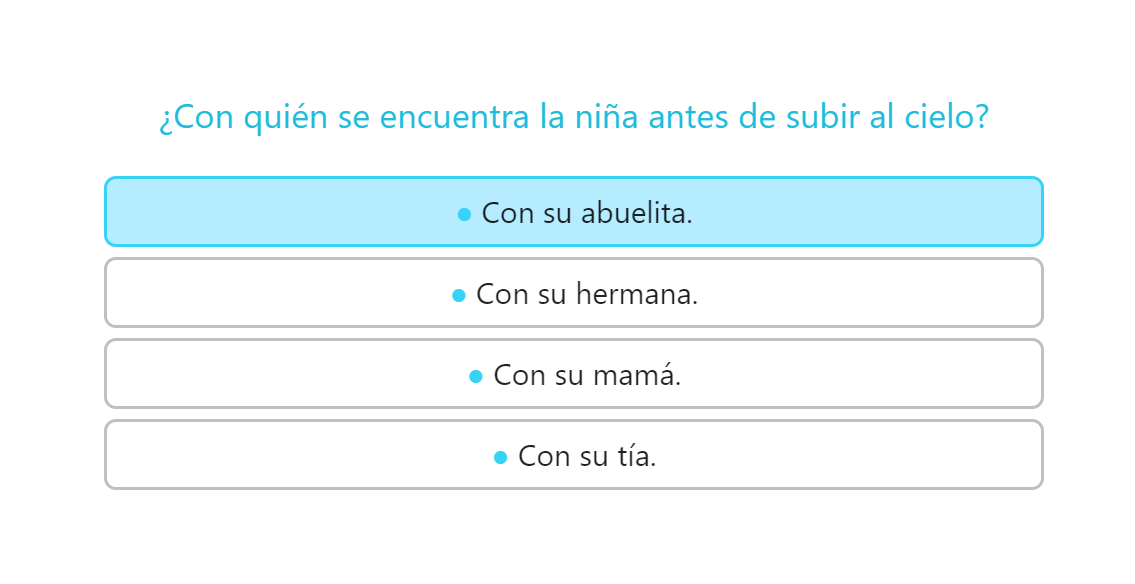 ¿Con quién se encuentra la niña antes de subir al cielo?
● Con su abuelita.
● Con su hermana.
● Con su mamá.
● Con su tía.